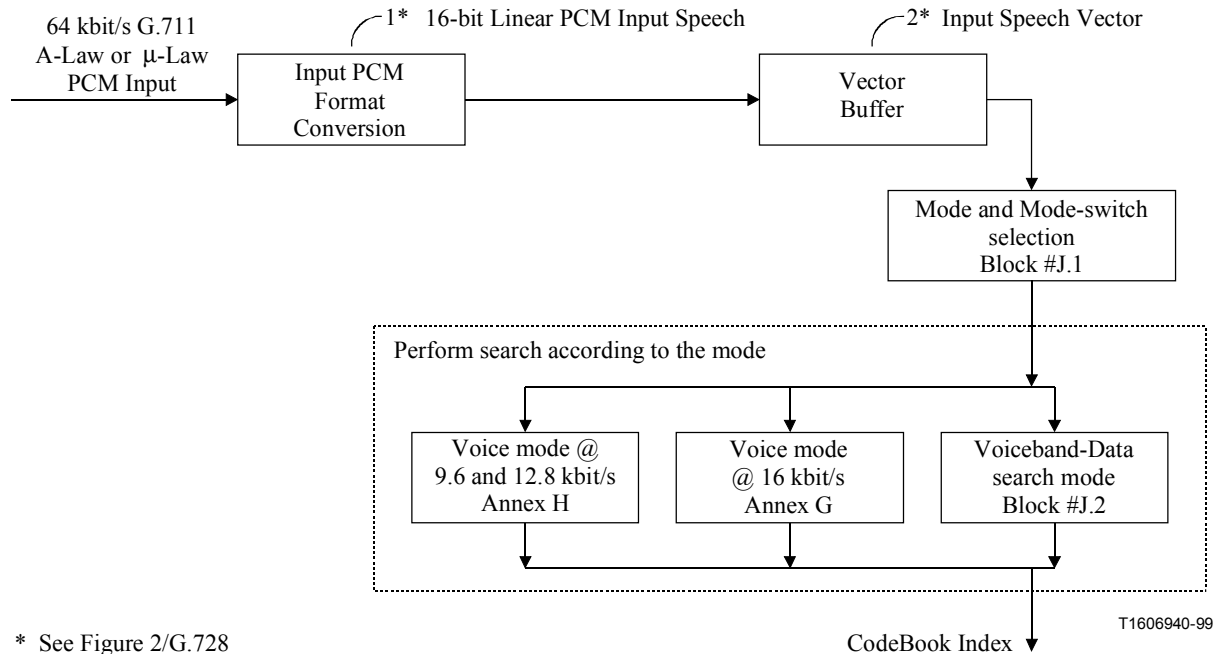 1* 16-bit Linear PCM Input Speech
2* Input Speech Vector
64 kbit/s G.711
A-Law or μ-Law
PCM Input
Input PCM
Format
Conversion
Vector
Buffer
Mode and Mode-switch
selection
Block #J.1
Perform search according to the mode
Voice mode @
9.6 and 12.8 kbit/s
Annex H
Voice mode
@ 16 kbit/s
Annex G
Voiceband-Data
search mode
Block #J.2
T1606940-99
* See Figure 2/G.728
CodeBook Index